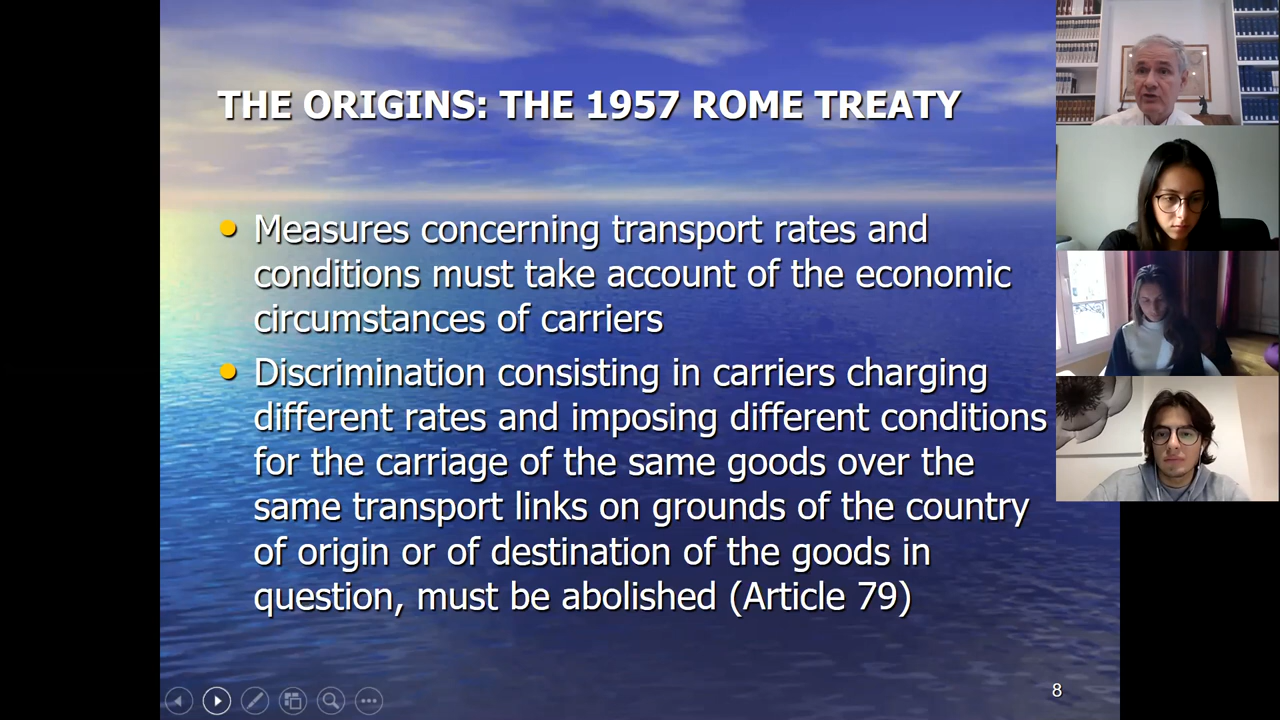 THE ORIGINS: THE 1957 ROME TREATY
Measures concerning transport rates and
conditions must take account of the economic
circumstances of carriers
Discrimination consisting in carriers charging
different rates and imposing different conditions
for the carriage of the same goods over the
same transport links on grounds of the country
of origin or of destination of the goods in
question, must be abolished (Article 79)
8